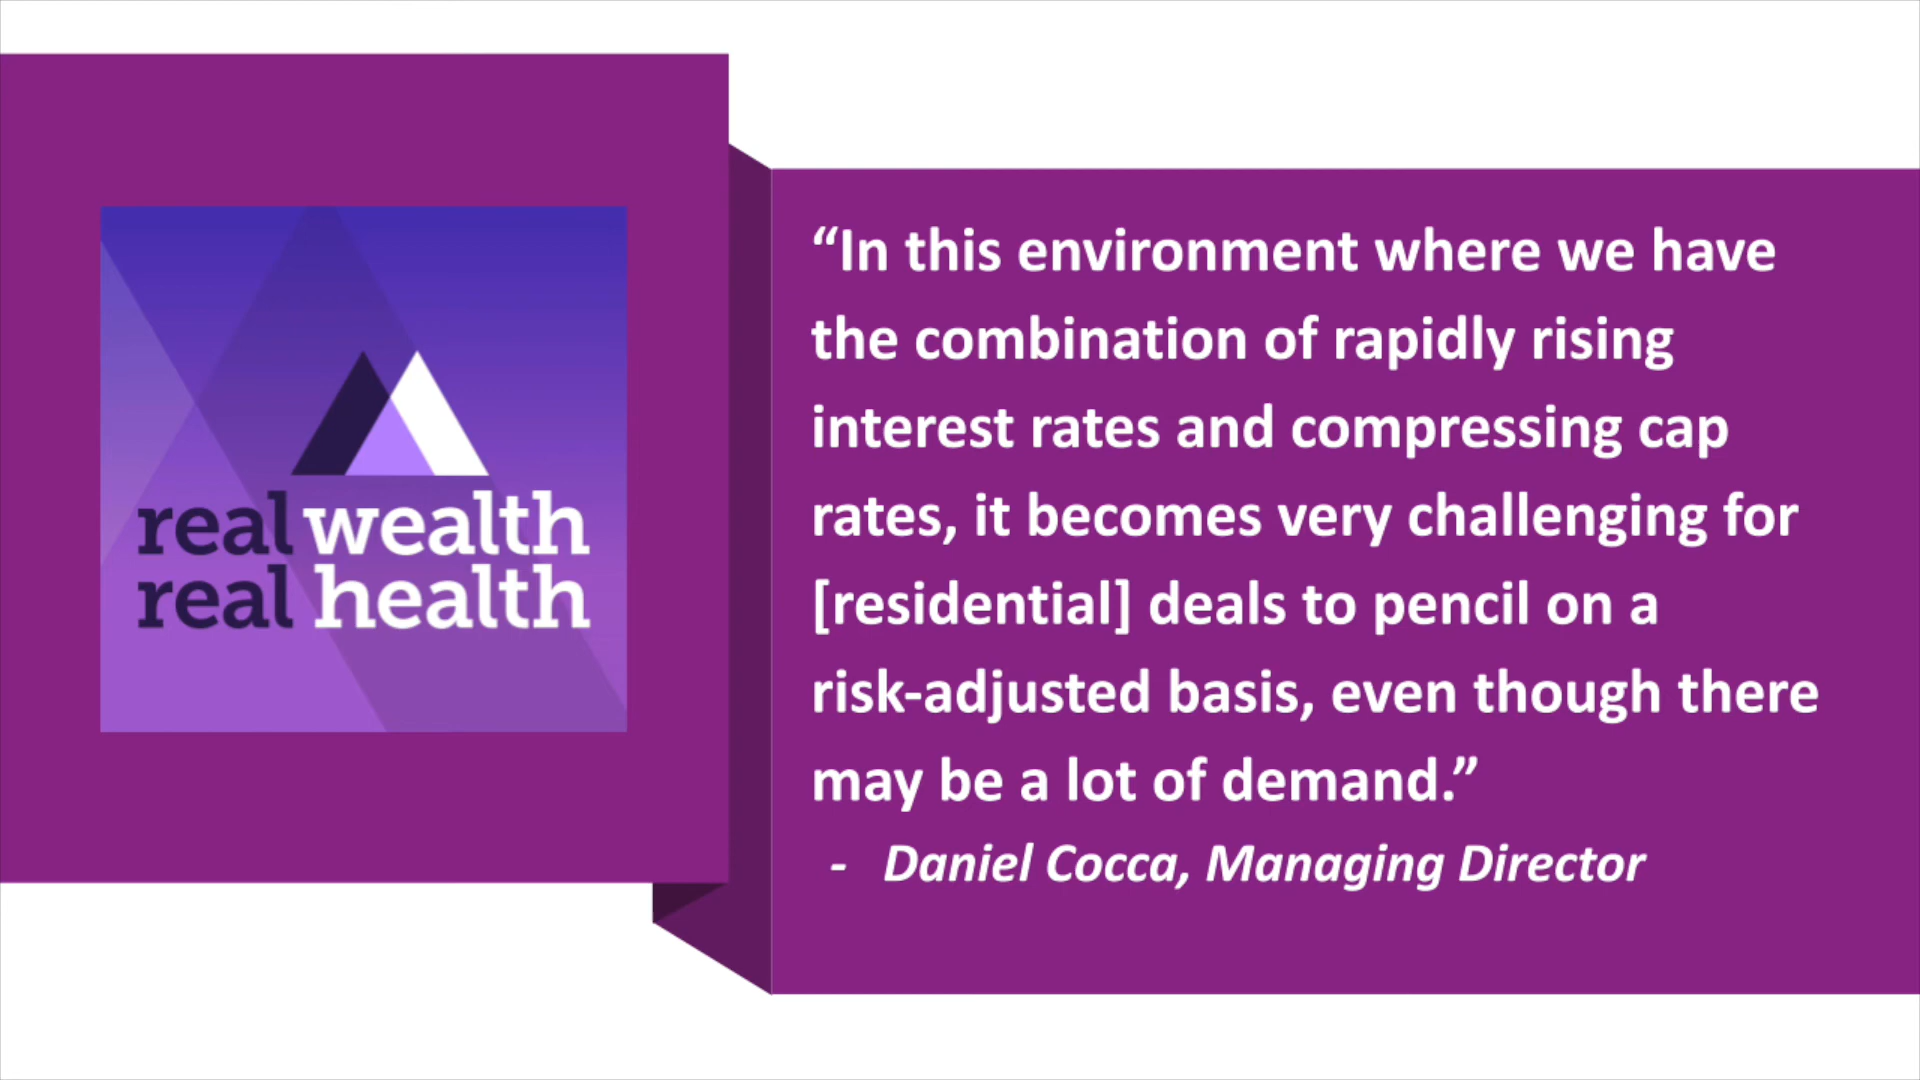 real wealth
real health
“In this environment where we have
the combination of rapidly rising
interest rates and compressing cap
rates, it becomes very challenging for
[residential] deals to pencil on a
risk-adjusted basis, even though there
may be a lot of demand.”
- Daniel Cocca, Managing Director